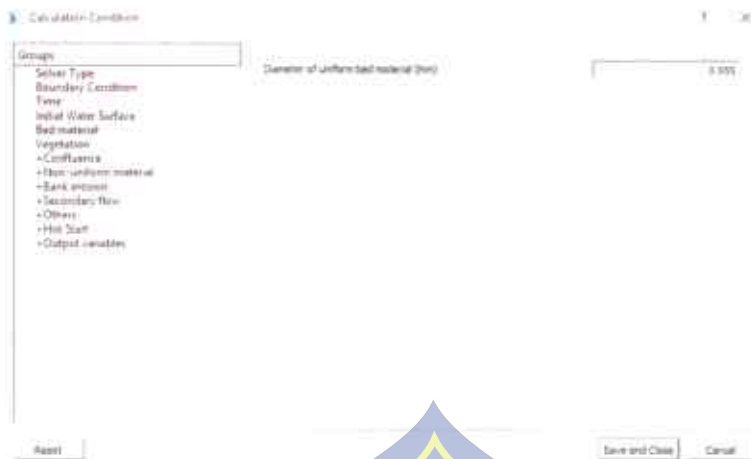 Calculation Condition
? X
Groups
Solver Type
Boundary Condition
Time
Initial Water Surface
Bed material
Vegetation
+Confluence
+Non-uniform material
+Bank erosion
+Secondary flow
+Others
+Hot Start
+Output variables
Diameter of uniform bed material (mm)
Reset
Save and Close
Cancel